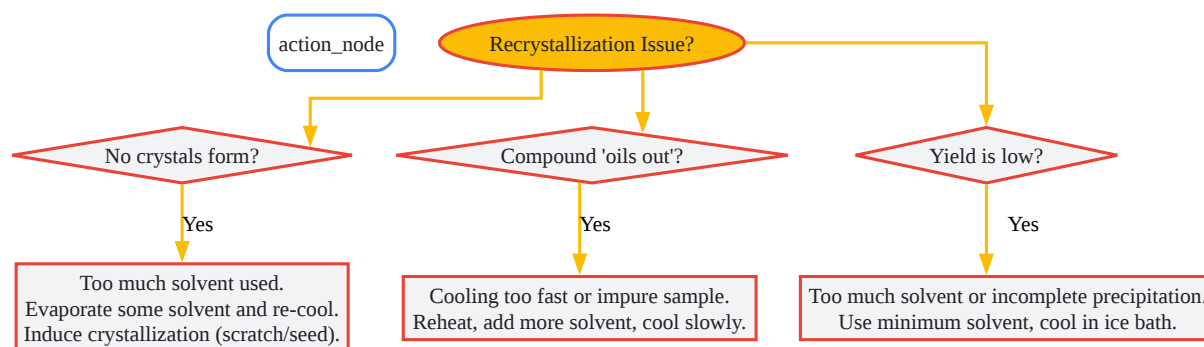 action_node
Recrystallization Issue?
No crystals form?
Compound 'oils out'?
Yield is low?
Yes
Yes
Yes
Too much solvent used.
Evaporate some solvent and re-cool.
Induce crystallization (scratch/seed).
Cooling too fast or impure sample.
Reheat, add more solvent, cool slowly.
Too much solvent or incomplete precipitation.
Use minimum solvent, cool in ice bath.